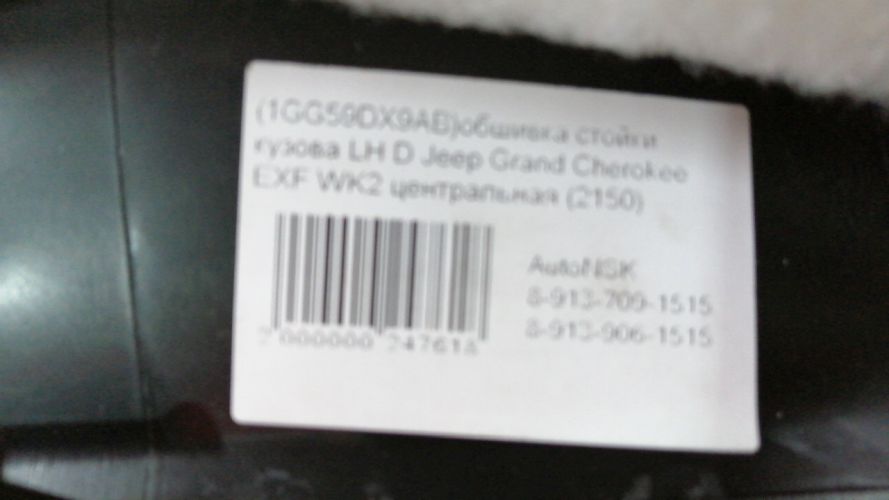 (1GG59DX9AE)обшивка стойки
кузова LH D Jeep Grand Cherokee
EXF WK2 центральная (2150)
AutoNSK
8-913-709-1515
8-913-906-1515
2 000000 247618